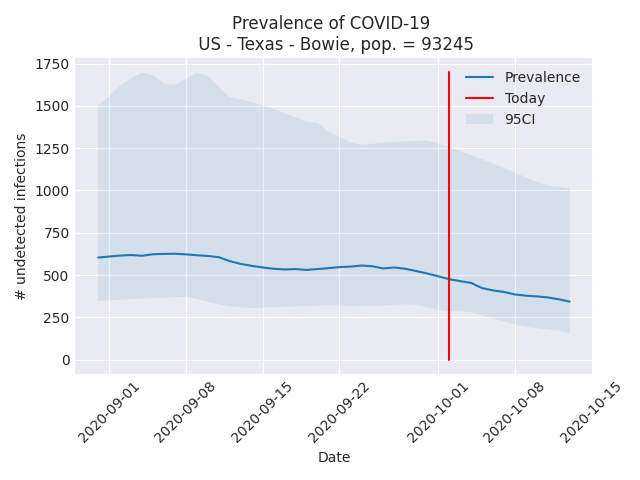 Prevalence of COVID-19
US - Texas - Bowie, pop. = 93245
1750
1500
1250
1000
750
500
250
0
# undetected infections
Prevalence
Today
95CI
2020-09-01
2020-09-08
2020-09-15
2020-09-22
2020-10-01
2020-10-08
2020-10-15
Date